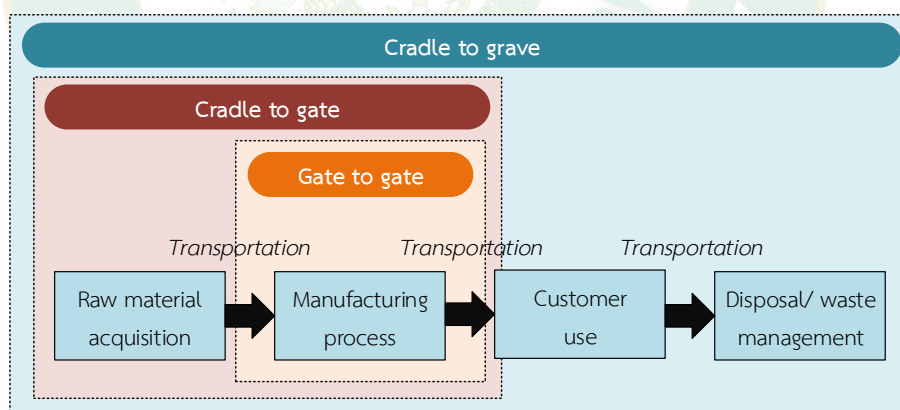 Cradle to grave
Cradle to gate
Gate to gate
Transportation
Transportation
Transportation
Raw material
acquisition
Manufacturing
process
Customer
use
Disposal/ waste
management